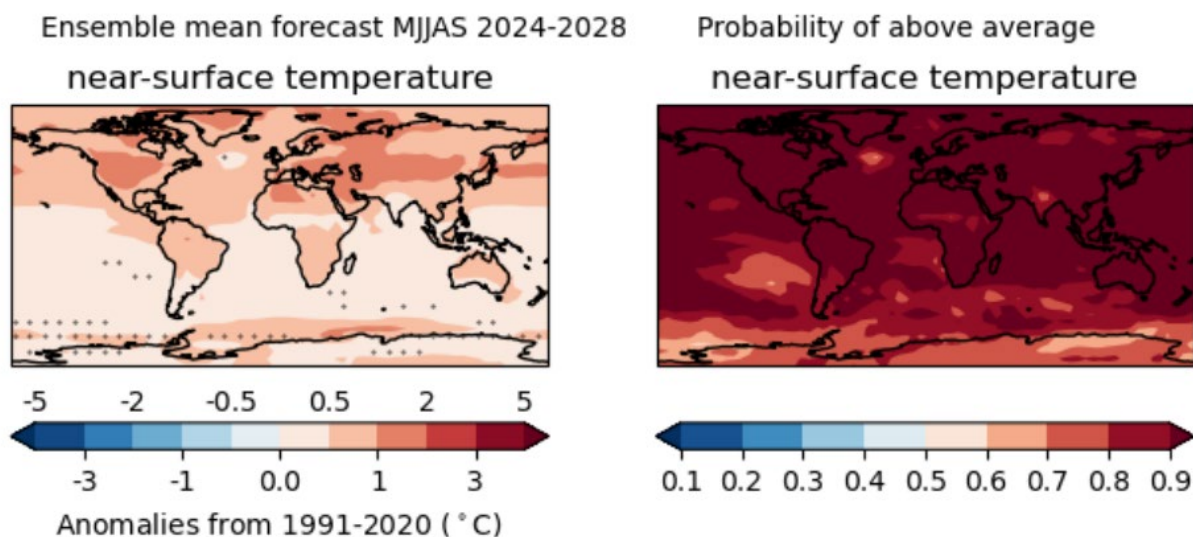 Ensemble mean forecast MJJAS 2024-2028
near-surface temperature
-5 -2 -0.5 0.5 2 5
-3 -1 0.0 1 3
Anomalies from 1991-2020 (°C)
Probability of above average
near-surface temperature
0.1 0.2 0.3 0.4 0.5 0.6 0.7 0.8 0.9